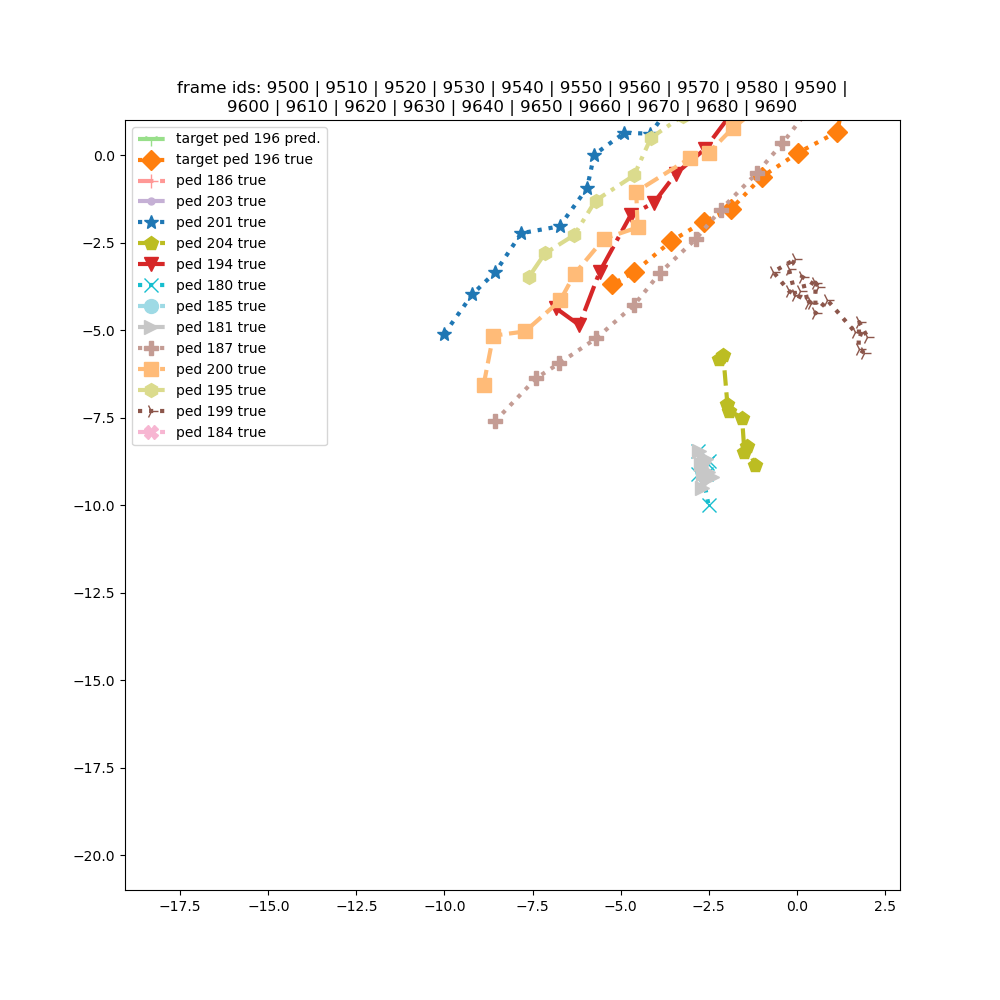 frame ids: 9500 | 9510 | 9520 | 9530 | 9540 | 9550 | 9560 | 9570 | 9580 | 9590 |
9600 | 9610 | 9620 | 9630 | 9640 | 9650 | 9660 | 9670 | 9680 | 9690
target ped 196 pred.
target ped 196 true
ped 186 true
ped 203 true
ped 201 true
ped 204 true
ped 194 true
ped 180 true
ped 185 true
ped 181 true
ped 187 true
ped 200 true
ped 195 true
ped 199 true
ped 184 true
0.0
−2.5
−5.0
−7.5
−10.0
−12.5
−15.0
−17.5
−20.0
−17.5 −15.0 −12.5 −10.0 −7.5 −5.0 −2.5 0.0 2.5